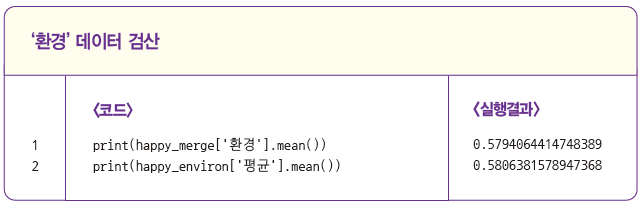 ‘환경’ 데이터 검산
<코드>
<실행결과>
1 print(happy_merge['환경'].mean()) 0.5794064414748389
2 print(happy_environ['평균'].mean()) 0.5806381578947368